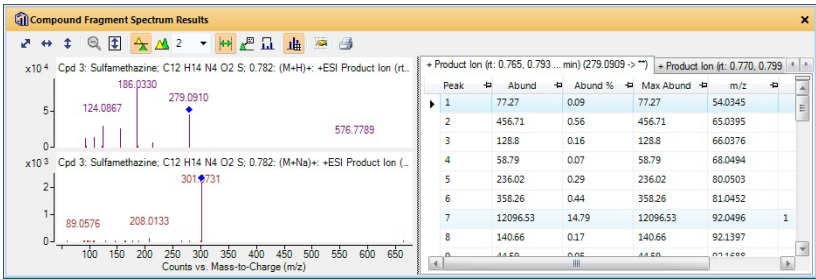 Compound Fragment Spectrum Results
2
x10 4 Cpd 3: Sulfamethazine; C12 H14 N4 O2 S; 0.782: (M+H)+: +ESI Product Ion (rt..
186.0330
279.0910
124.0867
5-
576.7789
0-
x10 3 Cpd 3: Sulfamethazine; C12 H14 N4 O2 S; 0.782: (M+Na)+: +ESI Product Ion (..
2-
1-
89.0576
208.0133
0-
100 150 200 250 300 350 400 450 500 550 600 650
Counts vs. Mass-to-Charge (m/z)
+ Product Ion (rt: 0.765, 0.793 ... min) (279.0909 -> **) + Product Ion (rt: 0.770, 0.799
Peak Abund Abund % Max Abund m/z
1 77.27 0.09 77.27 54.0345
2 456.71 0.56 456.71 65.0395
3 128.8 0.16 128.8 66.0376
4 58.79 0.07 58.79 68.0494
5 236.02 0.29 236.02 80.0503
6 358.26 0.44 358.26 81.0452
7 12096.53 14.79 12096.53 92.0496 1
8 140.66 0.17 140.66 92.1397